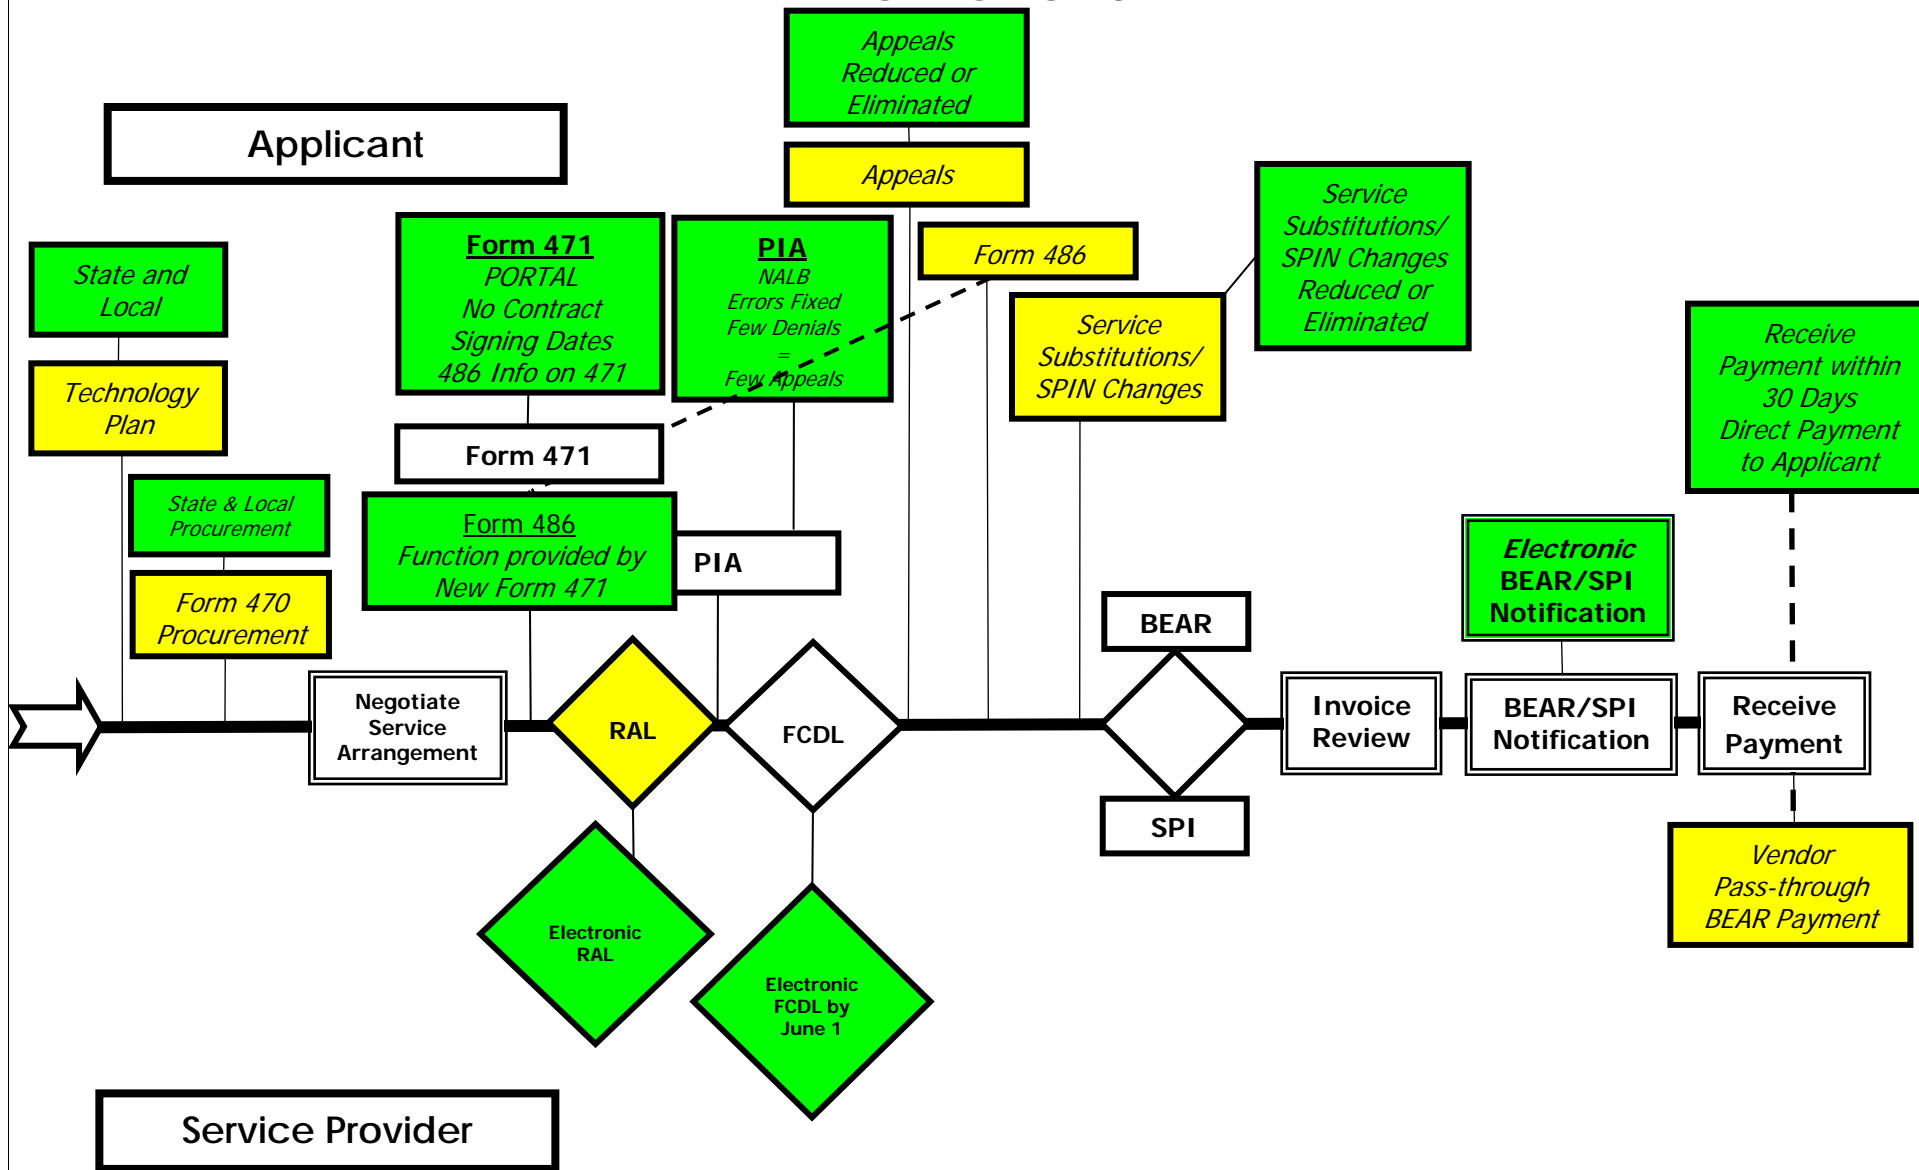 Appeals
Reduced or
Eliminated
Applicant
Appeals
Service
Substitutions/
SPIN Changes
Reduced or
Eliminated
Form 471
PORTAL
No Contract
Signing Dates
486 Info on 471
PIA
NALB
Errors Fixed
Few Denials
=
Few Appeals
Form 486
State and
Local
Service
Substitutions/
SPIN Changes
Receive
Payment within
30 Days
Direct Payment
to Applicant
Technology
Plan
Form 471
State & Local
Procurement
Form 486
Function provided by
New Form 471
PIA
Electronic
BEAR/SPI
Notification
Form 470
Procurement
BEAR
Negotiate
Service
Arrangement
RAL
FCDL
Invoice
Review
BEAR/SPI
Notification
Receive
Payment
SPI
Vendor
Pass-through
BEAR Payment
Electronic
RAL
Electronic
FCDL by
June 1
Service Provider